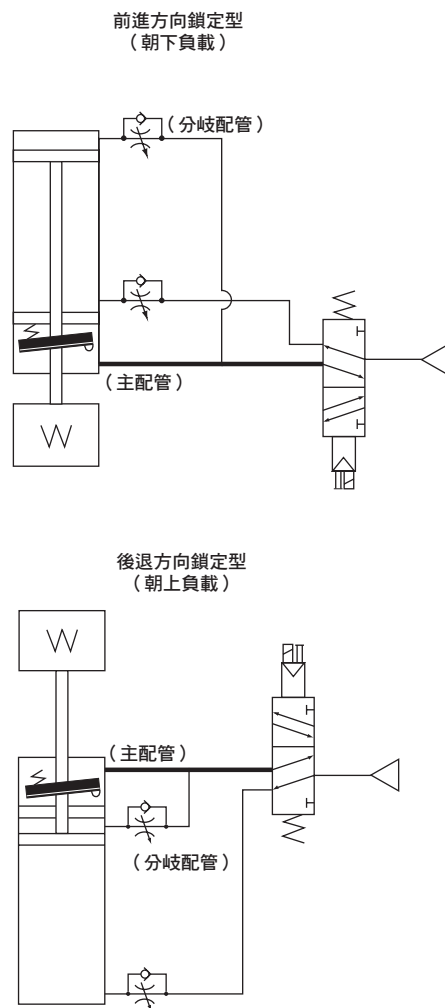 前進方向鎖定型
（朝下負載）
（分岐配管）
（主配管）
W
後退方向鎖定型
（朝上負載）
W
（主配管）
（分岐配管）